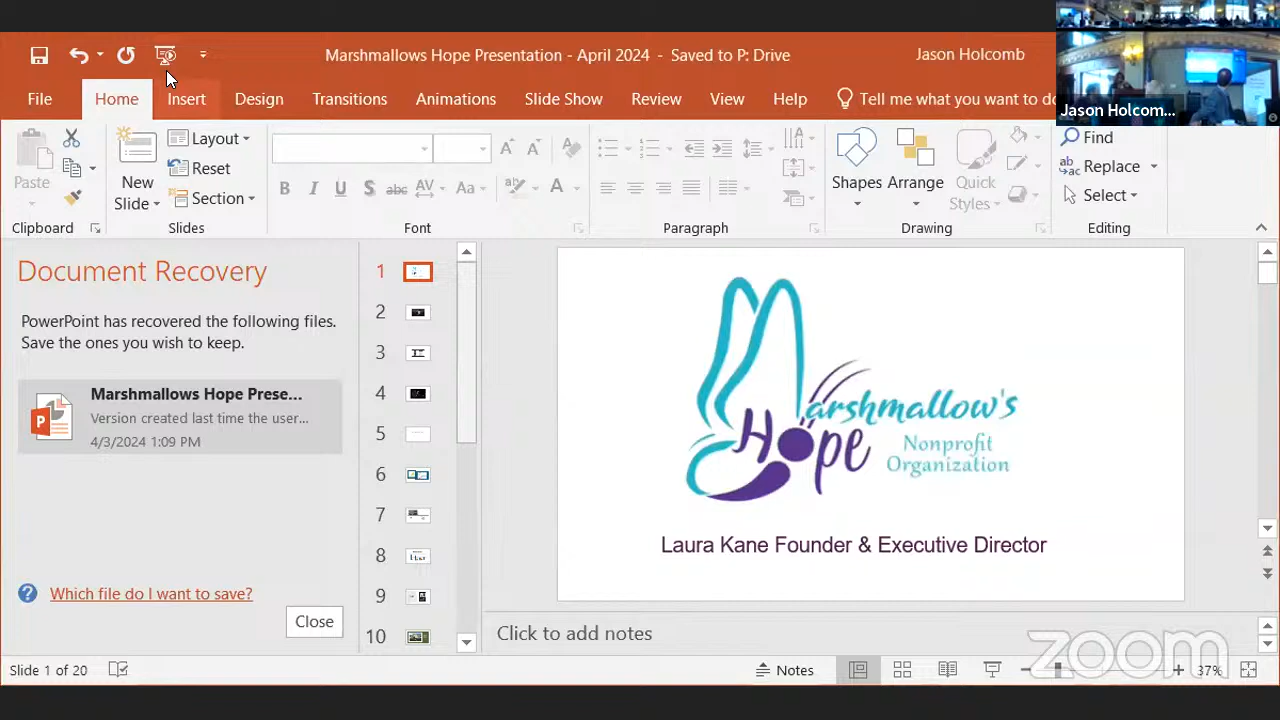 Marshmallows Hope Presentation - April 2024 - Saved to P: Drive
Jason Holcomb
Jason Holcom...
File
Home
Insert
Design
Transitions
Animations
Slide Show
Review
View
Help
Tell me what you want to do
Paste
New
Slide
Layout
Reset
Section
B I U S abc AV Aa A
Shapes
Arrange
Quick
Styles
Find
Replace
Select
Clipboard
Slides
Font
Paragraph
Drawing
Editing
Document Recovery
PowerPoint has recovered the following files.
Save the ones you wish to keep.
Marshmallows Hope Prese...
Version created last time the user...
4/3/2024 1:09 PM
Which file do I want to save?
Close
1
2
3
4
5
6
7
8
9
10
Marshmallow's
Hope
Nonprofit
Organization
Laura Kane Founder & Executive Director
Click to add notes
Slide 1 of 20
Notes
37%
zoom